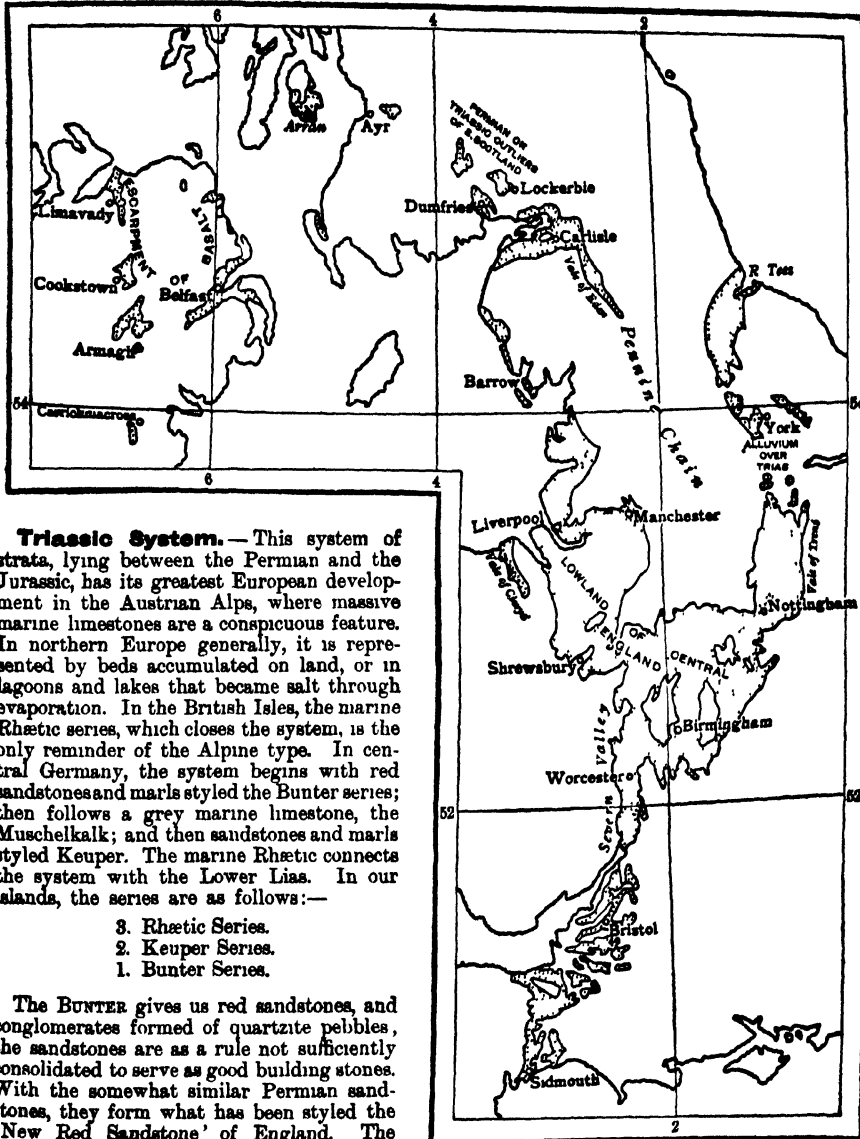 6
4
2
Arran
Ayr
PERMIAN OR
TRIASSIC OUTLIERS
OF S. SCOTLAND
Lockerbie
Dumfries
Carlisle
Vale of Eden
Limavady
ESCARPMENT
OF
BASALT
Cookstown
Belfast
Armagh
R Tees
Pennine Chain
Barrow
54
54
Carrickmacross
York
ALLUVIUM
OVER
TRIAS
6
4
Liverpool
Manchester
Vale of Clwyd
Vale of Trent
LOWLAND
OF
CENTRAL
ENGLAND
Nottingham
Shrewsbury
Birmingham
Severn Valley
Worcester
52
52
Bristol
Sidmouth
2
Triassic System.—This system of
strata, lying between the Permian and the
Jurassic, has its greatest European develop-
ment in the Austrian Alps, where massive
marine limestones are a conspicuous feature.
In northern Europe generally, it is repre-
sented by beds accumulated on land, or in
lagoons and lakes that became salt through
evaporation. In the British Isles, the marine
Rhætic series, which closes the system, is the
only reminder of the Alpine type. In cen-
tral Germany, the system begins with red
sandstones and marls styled the Bunter series;
then follows a grey marine limestone, the
Muschelkalk; and then sandstones and marls
styled Keuper. The marine Rhætic connects
the system with the Lower Lias. In our
islands, the series are as follows:—
3. Rhætic Series.
2. Keuper Series.
1. Bunter Series.
The BUNTER gives us red sandstones, and
conglomerates formed of quartzite pebbles,
the sandstones are as a rule not sufficiently
consolidated to serve as good building stones.
With the somewhat similar Permian sand-
stones, they form what has been styled the
'New Red Sandstone' of England. The